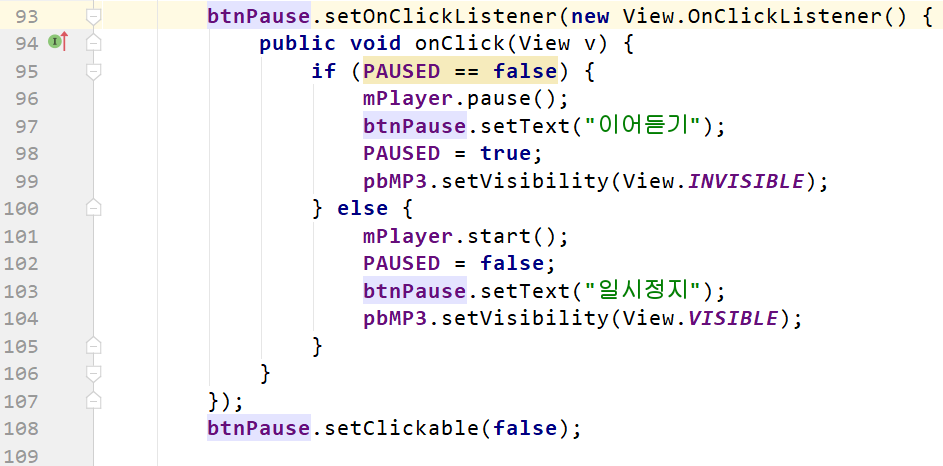 93 btnPause.setOnClickListener(new View.OnClickListener() {
94 public void onClick(View v) {
95 if (PAUSED == false) {
96 mPlayer.pause();
97 btnPause.setText("이어듣기");
98 PAUSED = true;
99 pbMP3.setVisibility(View.INVISIBLE);
100 } else {
101 mPlayer.start();
102 PAUSED = false;
103 btnPause.setText("일시정지");
104 pbMP3.setVisibility(View.VISIBLE);
105 }
106 }
107 });
108 btnPause.setClickable(false);
109